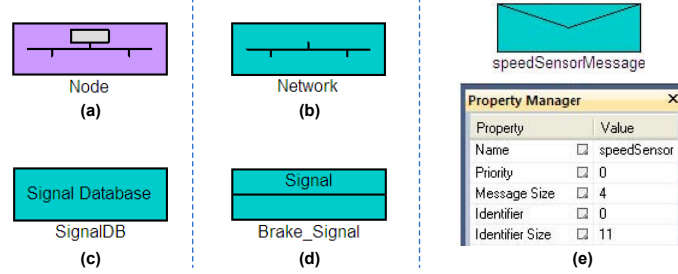 Node
(a)
Network
(b)
Signal Database
SignalDB
(c)
Signal
Brake_Signal
(d)
speedSensorMessage
Property Manager ×
Property Value
Name speedSensor
Priority 0
Message Size 4
Identifier 0
Identifier Size 11
(e)